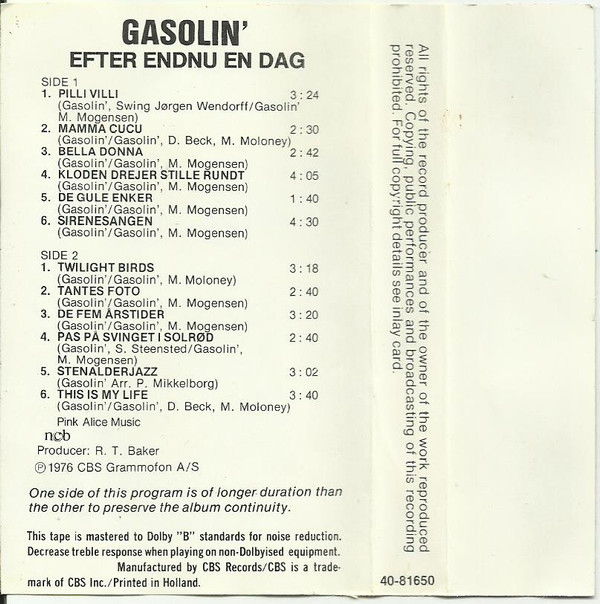 GASOLIN'
EFTER ENDNU EN DAG
SIDE 1
1. PILLI VILLI 3:24
(Gasolin', Swing Jørgen Wendorff/Gasolin'
M. Mogensen)
2. MAMMA CUCU 2:30
(Gasolin'/Gasolin', D. Beck, M. Moloney)
3. BELLA DONNA 2:42
(Gasolin'/Gasolin', M. Mogensen)
4. KLODEN DREJER STILLE RUNDT 4:05
(Gasolin'/Gasolin', M. Mogensen)
5. DE GULE ENKER 1:40
(Gasolin'/Gasolin', M. Mogensen)
6. SIRENESANGEN 4:30
(Gasolin'/Gasolin', M. Mogensen)
SIDE 2
1. TWILIGHT BIRDS 3:18
(Gasolin'/Gasolin', M. Moloney)
2. TANTES FOTO 2:40
(Gasolin'/Gasolin', M. Mogensen)
3. DE FEM ÅRSTIDER 3:20
(Gasolin'/Gasolin', M. Mogensen)
4. PAS PÅ SVINGET I SOLRØD 2:40
(Gasolin', S. Steensted/Gasolin',
M. Mogensen)
5. STENALDERJAZZ 3:02
(Gasolin' Arr. P. Mikkelborg)
6. THIS IS MY LIFE 3:40
(Gasolin'/Gasolin', D. Beck, M. Moloney)
Pink Alice Music
ncb
Producer: R. T. Baker
℗1976 CBS Grammofon A/S
One side of this program is of longer duration than
the other to preserve the album continuity.
This tape is mastered to Dolby "B" standards for noise reduction.
Decrease treble response when playing on non-Dolbyised equipment.
Manufactured by CBS Records/CBS is a trade-
mark of CBS Inc./Printed in Holland.
All rights of the record producer and of the owner of the work reproduced
reserved. Copying, public performances and broadcasting of this recording
prohibited. For full copyright details see inlay card.
40-81650